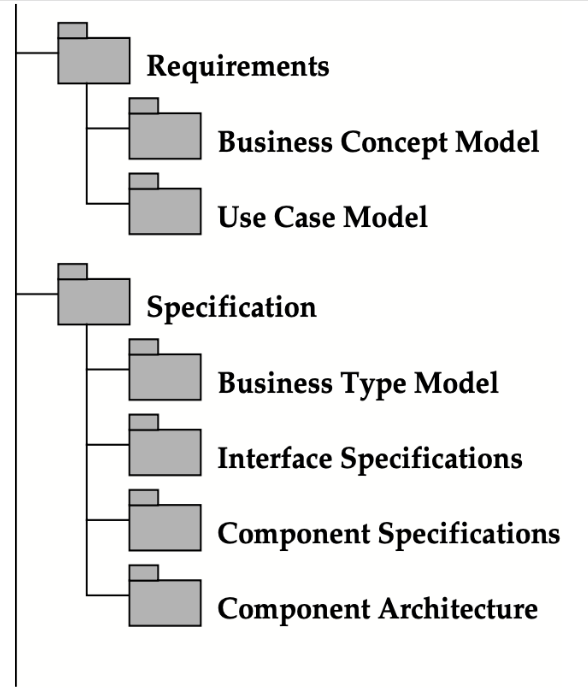 Requirements
Business Concept Model
Use Case Model
Specification
Business Type Model
Interface Specifications
Component Specifications
Component Architecture